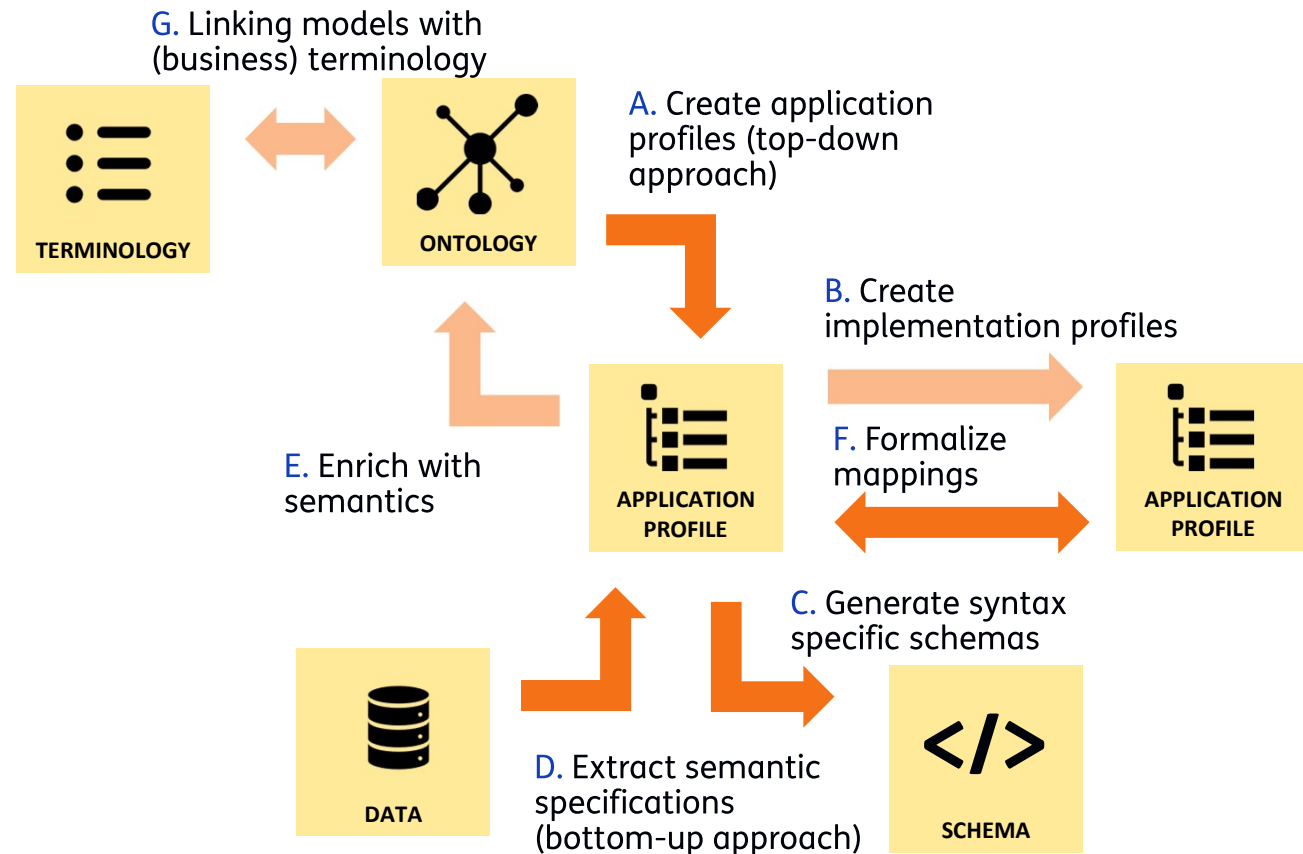 G. Linking models with
(business) terminology
TERMINOLOGY
ONTOLOGY
A. Create application
profiles (top-down
approach)
B. Create
implementation profiles
E. Enrich with
semantics
APPLICATION
PROFILE
F. Formalize
mappings
APPLICATION
PROFILE
C. Generate syntax
specific schemas
DATA
D. Extract semantic
specifications
(bottom-up approach)
</>
SCHEMA